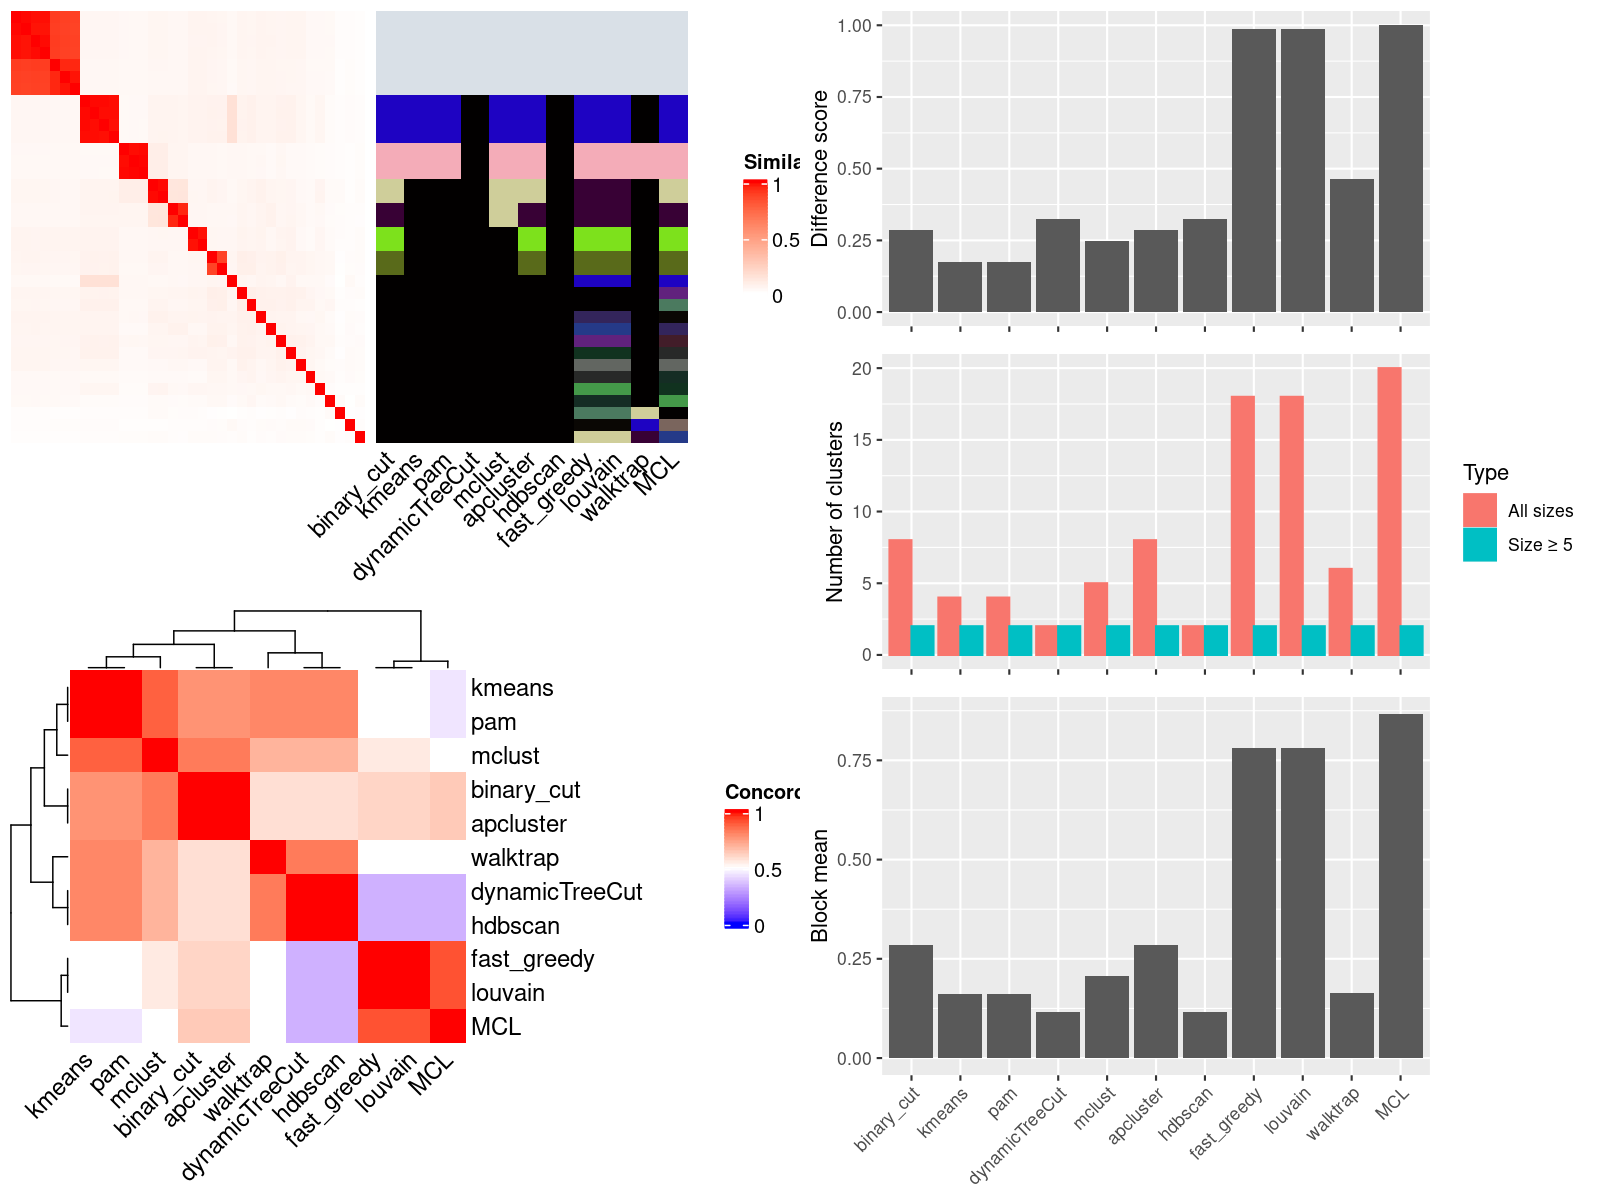 Simila
1
0.5
0
binary_cut
kmeans
pam
dynamicTreeCut
mclust
apcluster
hdbscan
fast_greedy
louvain
walktrap
MCL
kmeans
pam
mclust
binary_cut
apcluster
walktrap
dynamicTreeCut
hdbscan
fast_greedy
louvain
MCL
Concord
1
0.5
0
kmeans
pam
mclust
binary_cut
apcluster
walktrap
dynamicTreeCut
hdbscan
fast_greedy
louvain
MCL
Difference score
1.00
0.75
0.50
0.25
0.00
Number of clusters
20
15
10
5
0
Type
All sizes
Size ≥ 5
Block mean
0.75
0.50
0.25
0.00
binary_cut
kmeans
pam
dynamicTreeCut
mclust
apcluster
hdbscan
fast_greedy
louvain
walktrap
MCL